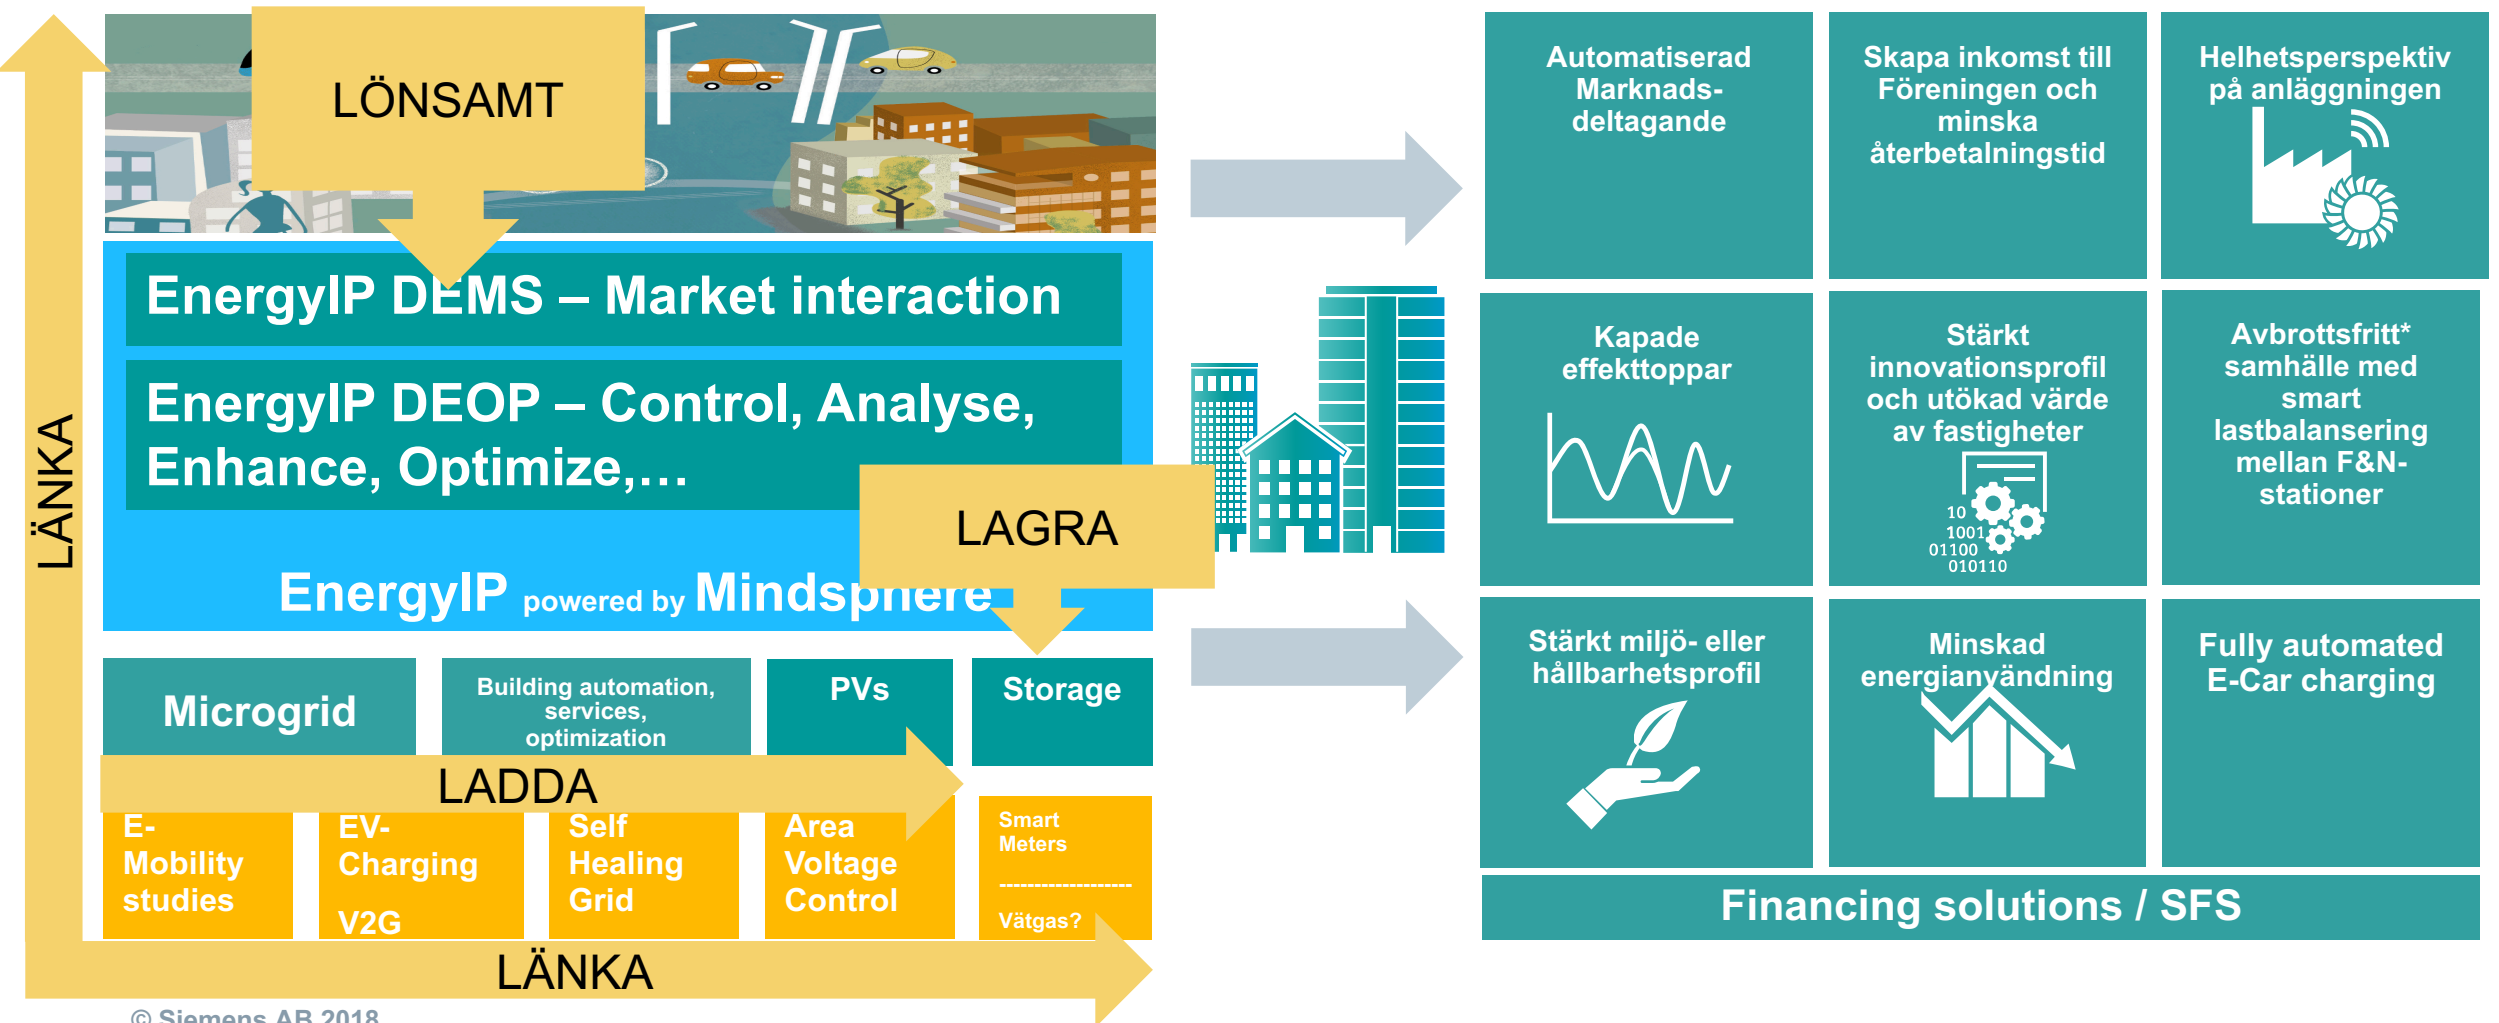 LÖNSAMT
LÄNKA
EnergyIP DEMS – Market interaction
EnergyIP DEOP – Control, Analyse,
Enhance, Optimize,…
LAGRA
EnergyIP powered by Mindsphere
Microgrid
Building automation,
services,
optimization
PVs
Storage
LADDA
E-
Mobility
studies
EV-
Charging
V2G
Self
Healing
Grid
Area
Voltage
Control
Smart
Meters
-------------------
Vätgas?
LÄNKA
© Siemens AB 2018
Automatiserad
Marknads-
deltagande
Skapa inkomst till
Föreningen och
minska
återbetalningstid
Helhetsperspektiv
på anläggningen
Kapade
effekttoppar
Stärkt
innovationsprofil
och utökad värde
av fastigheter
10
1001
01100
010110
Avbrottsfritt*
samhälle med
smart
lastbalansering
mellan F&N-
stationer
Stärkt miljö- eller
hållbarhetsprofil
Minskad
energianvändning
Fully automated
E-Car charging
Financing solutions / SFS